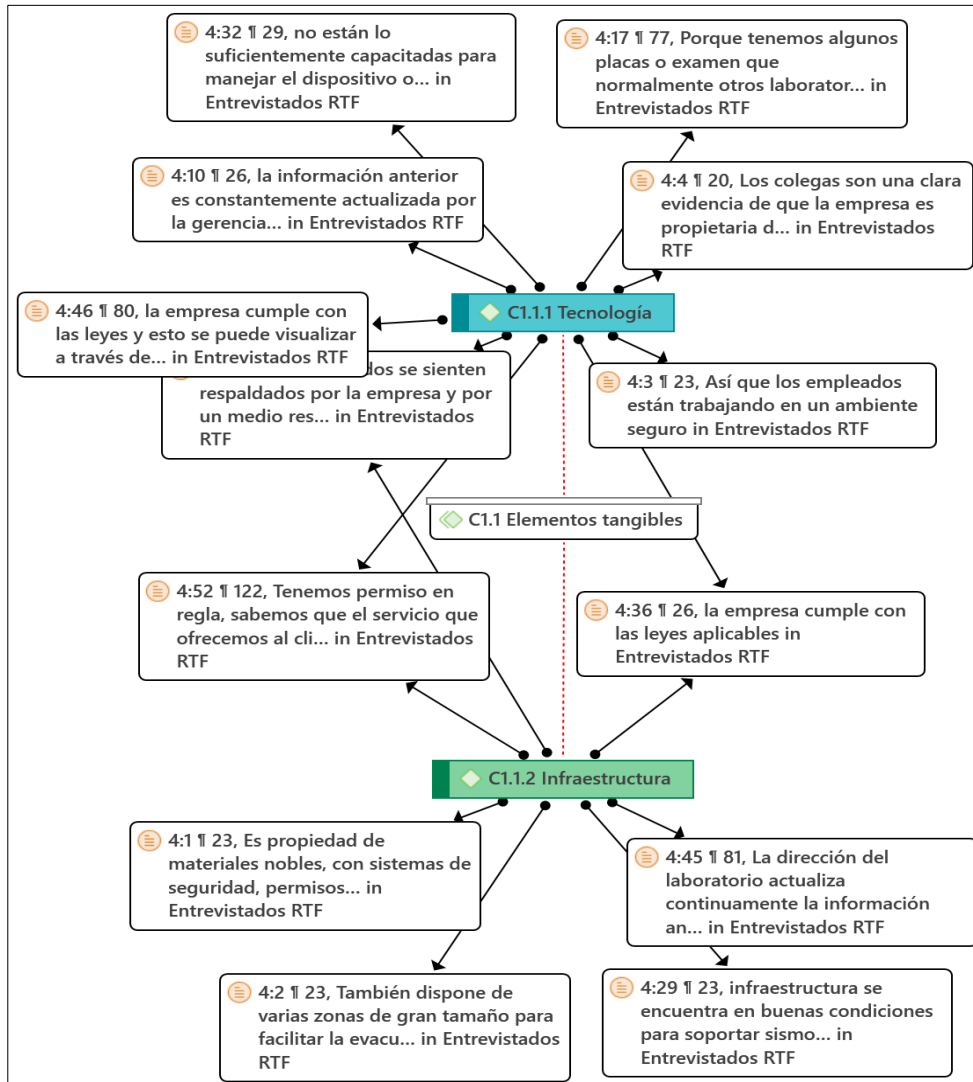 4:32 ¶ 29, no están lo
suficientemente capacitadas para
manejar el dispositivo o... in
Entrevistados RTF
4:17 ¶ 77, Porque tenemos algunos
placas o examen que
normalmente otros laborator... in
Entrevistados RTF
4:10 ¶ 26, la información anterior
es constantemente actualizada por
la gerencia... in Entrevistados RTF
4:4 ¶ 20, Los colegas son una clara
evidencia de que la empresa es
propietaria d... in Entrevistados
RTF
C1.1.1 Tecnología
4:46 ¶ 80, la empresa cumple con
las leyes y esto se puede visualizar
a través de... in Entrevistados RTF
dos se sienten
respaldados por la empresa y por
un medio res... in Entrevistados
RTF
4:3 ¶ 23, Así que los empleados
están trabajando en un ambiente
seguro in Entrevistados RTF
C1.1 Elementos tangibles
4:52 ¶ 122, Tenemos permiso en
regla, sabemos que el servicio que
ofrecemos al cli... in Entrevistados
RTF
4:36 ¶ 26, la empresa cumple con
las leyes aplicables in
Entrevistados RTF
C1.1.2 Infraestructura
4:1 ¶ 23, Es propiedad de
materiales nobles, con sistemas de
seguridad, permisos... in
Entrevistados RTF
4:45 ¶ 81, La dirección del
laboratorio actualiza
continuamente la información
an... in Entrevistados RTF
4:2 ¶ 23, También dispone de
varias zonas de gran tamaño para
facilitar la evacu... in Entrevistados
RTF
4:29 ¶ 23, infraestructura se
encuentra en buenas condiciones
para soportar sismo... in
Entrevistados RTF